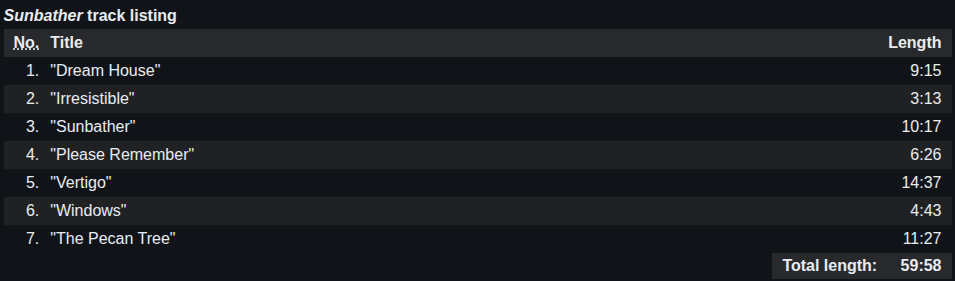 Sunbather track listing
No. Title Length
1. "Dream House" 9:15
2. "Irresistible" 3:13
3. "Sunbather" 10:17
4. "Please Remember" 6:26
5. "Vertigo" 14:37
6. "Windows" 4:43
7. "The Pecan Tree" 11:27
Total length: 59:58